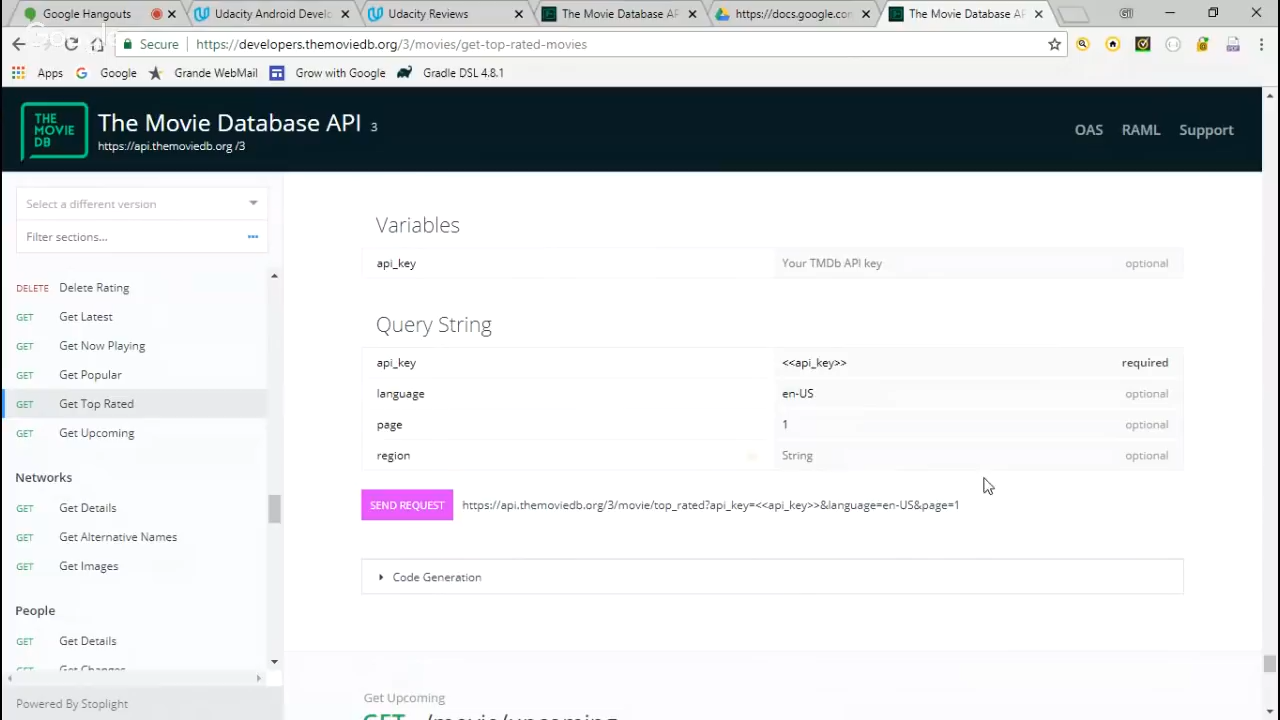 Google Hangouts
Udacity Android Devel
Udacity Reviews
The Movie Database AP
https://docs.google.com
The Movie Database AP
Secure https://developers.themoviedb.org/3/movies/get-top-rated-movies
Apps Google Grande WebMail Grow with Google Gradle DSL 4.8.1
THE MOVIE DB
The Movie Database API 3
https://api.themoviedb.org /3
OAS RAML Support
Select a different version
Filter sections...
DELETE Delete Rating
GET Get Latest
GET Get Now Playing
GET Get Popular
GET Get Top Rated
GET Get Upcoming
Networks
GET Get Details
GET Get Alternative Names
GET Get Images
People
GET Get Details
GET Get Changes
Powered By Stoplight
Variables
api_key Your TMDb API key optional
Query String
api_key <<api_key>> required
language en-US optional
page 1 optional
region String optional
SEND REQUEST https://api.themoviedb.org/3/movie/top_rated?api_key=<<api_key>>&language=en-US&page=1
Code Generation
Get Upcoming
GET /movie/upcoming